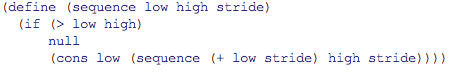 (define (sequence low high stride)
  (if (> low high)
      null
      (cons low (sequence (+ low stride) high stride))))